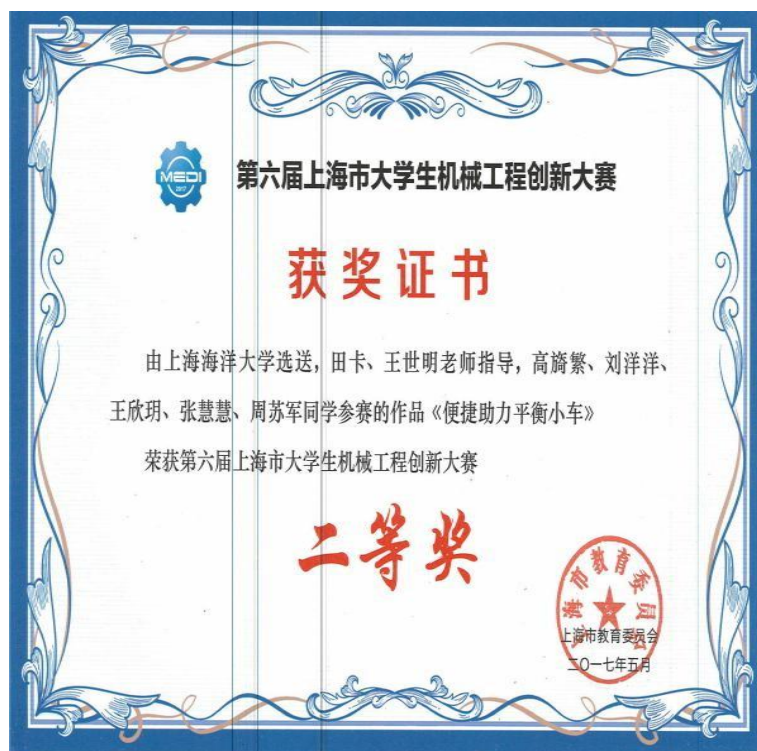 MEDI
2017
第六届上海市大学生机械工程创新大赛
获奖证书
由上海海洋大学选送，田卡、王世明老师指导，高旖繁、刘洋洋、
王欣玥、张慧慧、周苏军同学参赛的作品《便捷助力平衡小车》
荣获第六届上海市大学生机械工程创新大赛
二等奖
上海市教育委员会
上海市教育委员会
二〇一七年五月